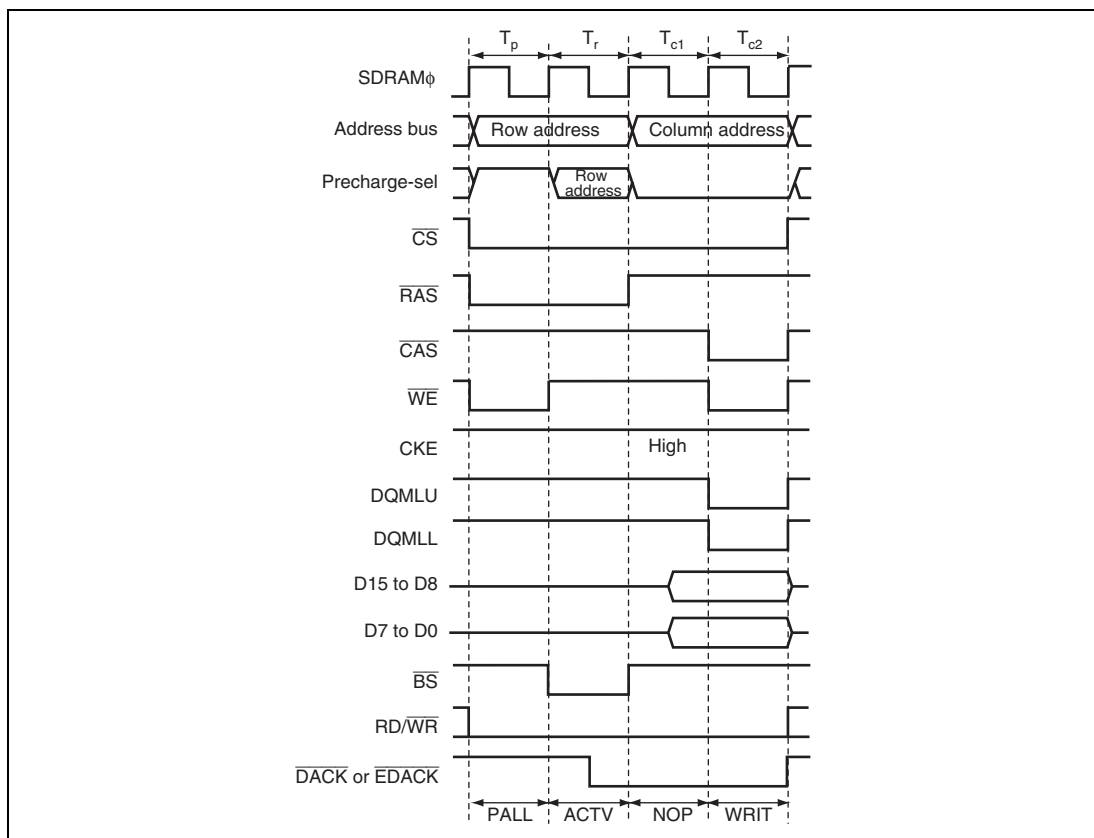 Tp Tr Tc1 Tc2
SDRAMϕ
Address bus Row address Column address
Precharge-sel Row address
CS
RAS
CAS
WE
CKE High
DQMLU
DQMLL
D15 to D8
D7 to D0
BS
RD/WR
DACK or EDACK
PALL ACTV NOP WRIT